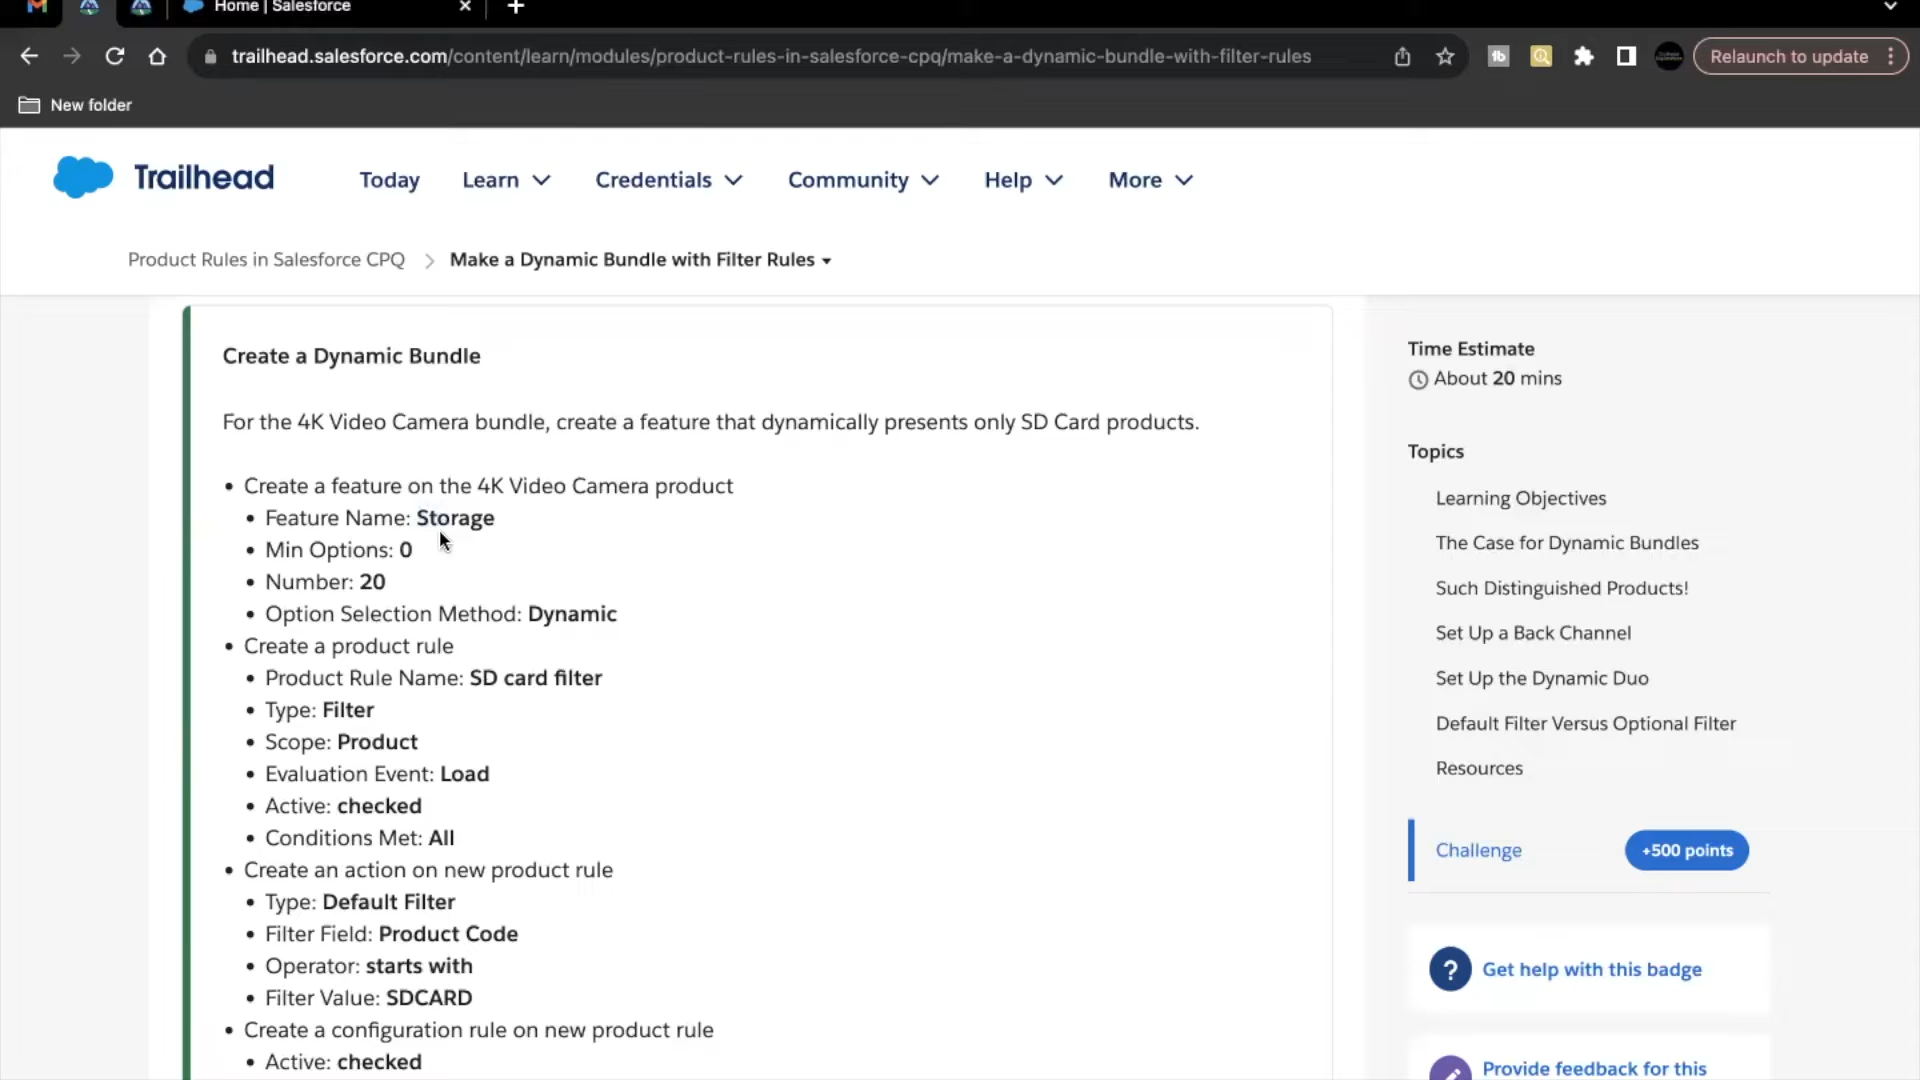 Home | Salesforce
trailhead.salesforce.com/content/learn/modules/product-rules-in-salesforce-cpq/make-a-dynamic-bundle-with-filter-rules
Relaunch to update
New folder
Trailhead
Today
Learn
Credentials
Community
Help
More
Product Rules in Salesforce CPQ
Make a Dynamic Bundle with Filter Rules
Create a Dynamic Bundle
For the 4K Video Camera bundle, create a feature that dynamically presents only SD Card products.
• Create a feature on the 4K Video Camera product
• Feature Name: Storage
• Min Options: 0
• Number: 20
• Option Selection Method: Dynamic
• Create a product rule
• Product Rule Name: SD card filter
• Type: Filter
• Scope: Product
• Evaluation Event: Load
• Active: checked
• Conditions Met: All
• Create an action on new product rule
• Type: Default Filter
• Filter Field: Product Code
• Operator: starts with
• Filter Value: SDCARD
• Create a configuration rule on new product rule
• Active: checked
Time Estimate
About 20 mins
Topics
Learning Objectives
The Case for Dynamic Bundles
Such Distinguished Products!
Set Up a Back Channel
Set Up the Dynamic Duo
Default Filter Versus Optional Filter
Resources
Challenge
+500 points
? Get help with this badge
Provide feedback for this